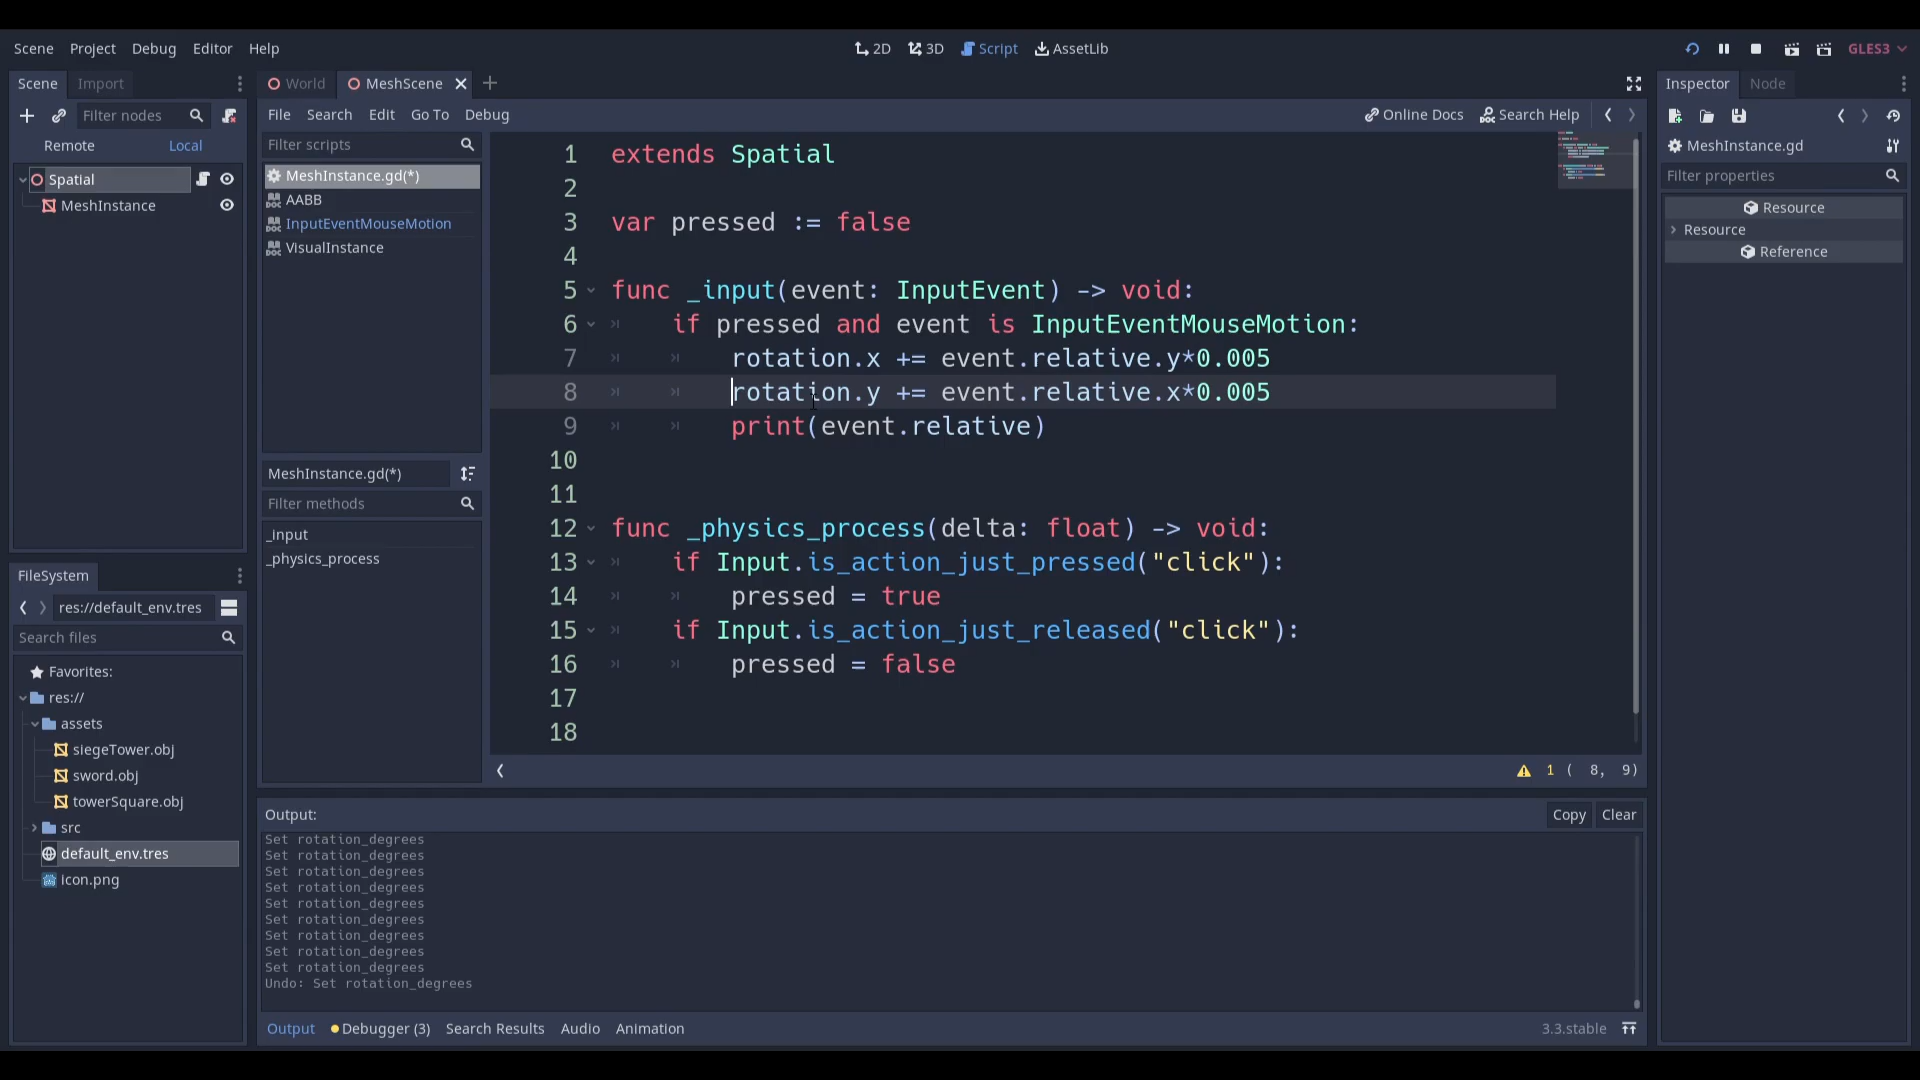 Scene Project Debug Editor Help
2D 3D Script AssetLib
GLES3
Scene Import
World MeshScene
Inspector Node
Filter nodes
File Search Edit Go To Debug
Online Docs Search Help
Remote Local
Filter scripts
MeshInstance.gd
Spatial
MeshInstance
MeshInstance.gd(*)
AABB
InputEventMouseMotion
VisualInstance
Filter properties
Resource
Resource
Reference
1 extends Spatial
2
3 var pressed := false
4
5 func _input(event: InputEvent) -> void:
6 if pressed and event is InputEventMouseMotion:
7 rotation.x += event.relative.y*0.005
8 rotation.y += event.relative.x*0.005
9 print(event.relative)
10
11
12 func _physics_process(delta: float) -> void:
13 if Input.is_action_just_pressed("click"):
14 pressed = true
15 if Input.is_action_just_released("click"):
16 pressed = false
17
18
MeshInstance.gd(*)
Filter methods
_input
_physics_process
1 ( 8, 9)
FileSystem
res://default_env.tres
Search files
Favorites:
res://
assets
siegeTower.obj
sword.obj
towerSquare.obj
src
default_env.tres
icon.png
Output:
Copy Clear
Set rotation_degrees
Set rotation_degrees
Set rotation_degrees
Set rotation_degrees
Set rotation_degrees
Set rotation_degrees
Set rotation_degrees
Set rotation_degrees
Set rotation_degrees
Undo: Set rotation_degrees
Output Debugger (3) Search Results Audio Animation
3.3.stable